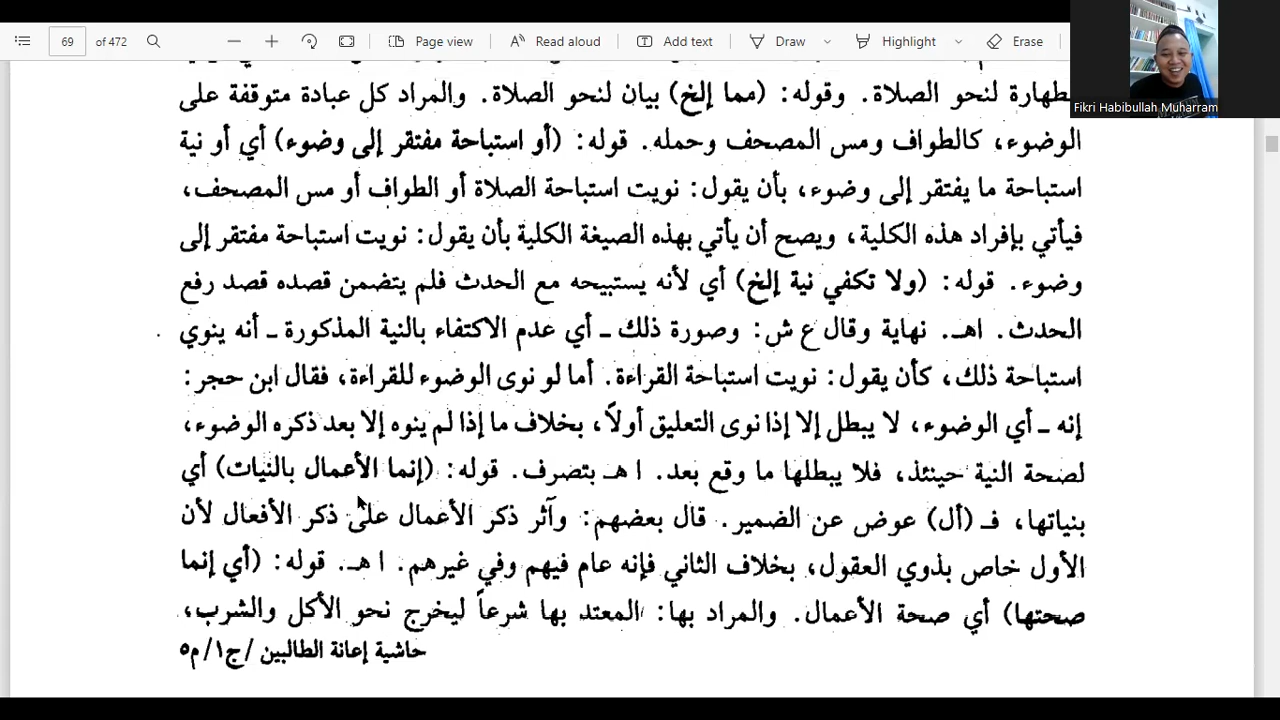 69 of 472 Page view Read aloud Add text Draw Highlight Erase
Fikri Habibullah Muharram
لنحو الصلاة. وقوله: (مما إلخ) بيان لنحو الصلاة. والمراد كل عبادة متوقفة على
الوضوء، كالطواف ومس المصحف وحمله. قوله: (أو استباحة مفتقر إلى وضوء) أي أو نية
استباحة ما يفتقر إلى وضوء، بأن يقول: نويت استباحة الصلاة أو الطواف أو مس المصحف،
فيأتي بإفراد هذه الكلية، ويصح أن يأتي بهذه الصيغة الكلية بأن يقول: نويت استباحة مفتقر إلى
وضوء. قوله: (ولا تكفي نية إلخ) أي لأنه يستبيحه مع الحدث فلم يتضمن قصده قصد رفع
الحدث. اهـ. نهاية وقال ع ش: وصورة ذلك ـ أي عدم الاكتفاء بالنية المذكورة ـ أنه ينوي
استباحة ذلك، كأن يقول: نويت استباحة القراءة. أما لو نوى الوضوء للقراءة، فقال ابن حجر:
إنه ـ أي الوضوء، لا يبطل إلا إذا نوى التعليق أولاً، بخلاف ما إذا لم ينوه إلا بعد ذكره الوضوء،
لصحة النية حينئذ، فلا يبطلها ما وقع بعد. ا هـ بتصرف. قوله: (إنما الأعمال بالنيات) أي
بنياتها، فـ (أل) عوض عن الضمير. قال بعضهم: وآثر ذكر الأعمال على ذكر الأفعال لأن
الأول خاص بذوي العقول، بخلاف الثاني فإنه عام فيهم وفي غيرهم. ا هـ. قوله: (أي إنما
صحتها) أي صحة الأعمال. والمراد بها: المعتد بها شرعاً ليخرج نحو الأكل والشرب،
حاشية إعانة الطالبين /ج١/م٥